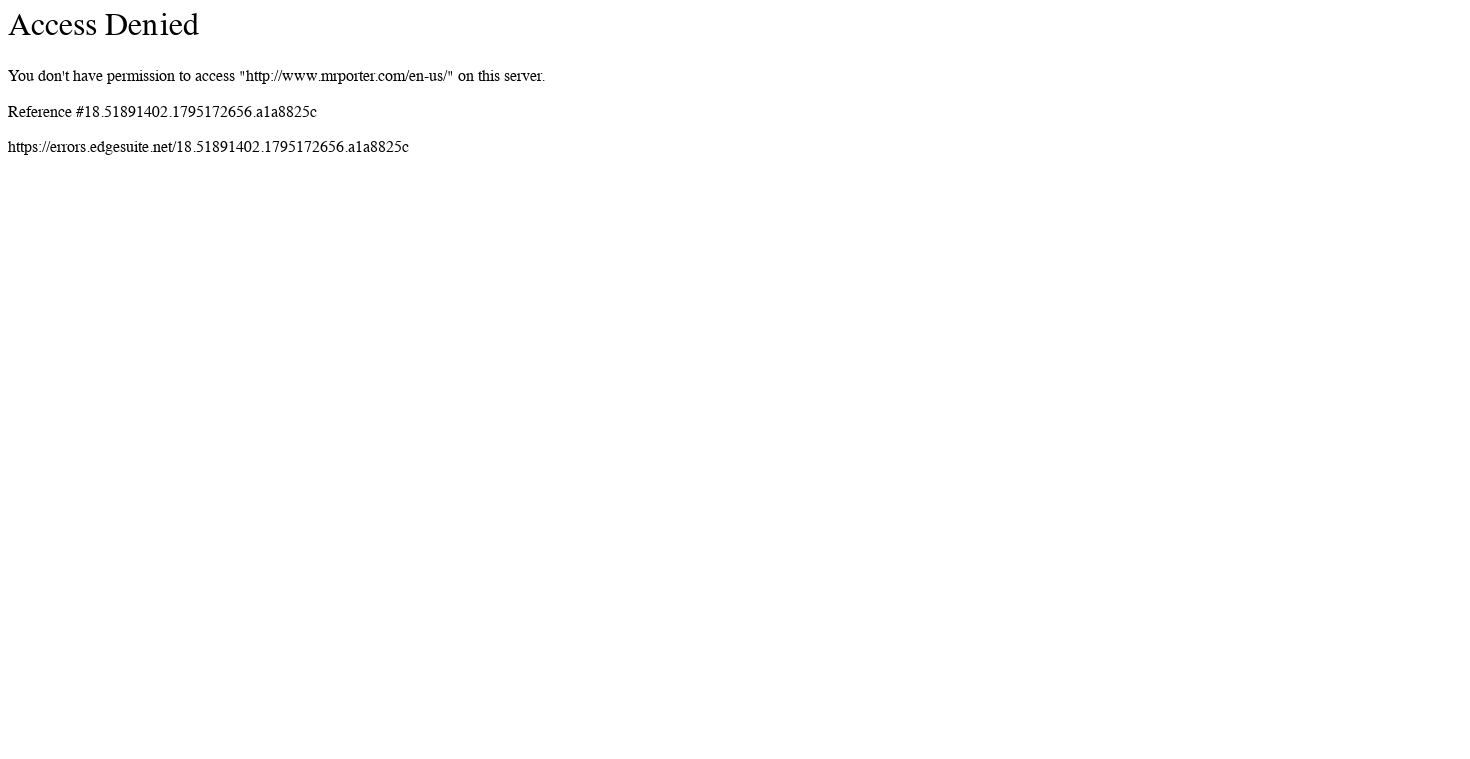 Access Denied
You don't have permission to access "http://www.mrporter.com/en-us/" on this server.
Reference #18.51891402.1795172656.a1a8825c
https://errors.edgesuite.net/18.51891402.1795172656.a1a8825c